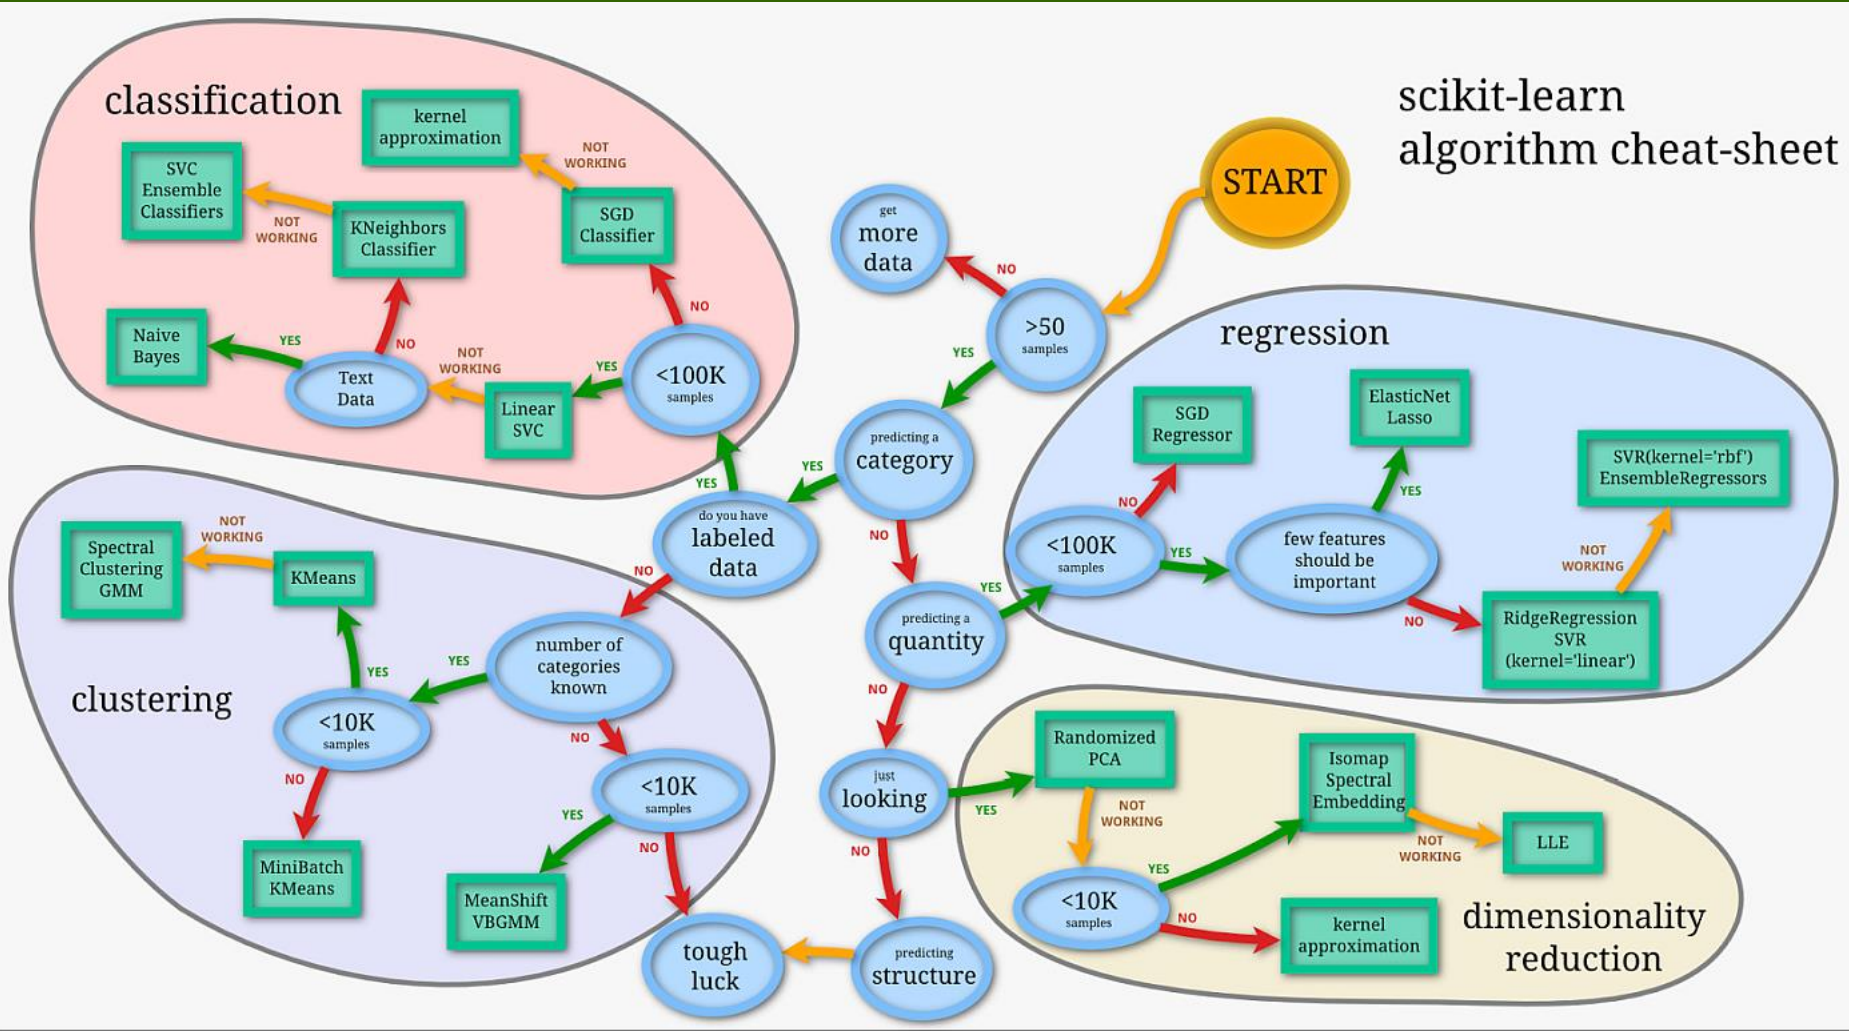 scikit-learn
algorithm cheat-sheet
START
get
more
data
NO
>50
samples
YES
predicting a
category
YES
NO
do you have
labeled
data
YES
NO
predicting a
quantity
YES
NO
just
looking
YES
NO
predicting
structure
tough
luck
classification
kernel
approximation
NOT
WORKING
SGD
Classifier
NO
<100K
samples
YES
Linear
SVC
NOT
WORKING
Text
Data
YES
NO
Naive
Bayes
KNeighbors
Classifier
NOT
WORKING
SVC
Ensemble
Classifiers
regression
SGD
Regressor
NO
<100K
samples
YES
few features
should be
important
YES
ElasticNet
Lasso
NO
RidgeRegression
SVR
(kernel='linear')
NOT
WORKING
SVR(kernel='rbf')
EnsembleRegressors
clustering
number of
categories
known
YES
NO
<10K
samples
YES
KMeans
NOT
WORKING
Spectral
Clustering
GMM
NO
MiniBatch
KMeans
<10K
samples
YES
MeanShift
VBGMM
NO
dimensionality
reduction
Randomized
PCA
NOT
WORKING
<10K
samples
YES
Isomap
Spectral
Embedding
NOT
WORKING
LLE
NO
kernel
approximation